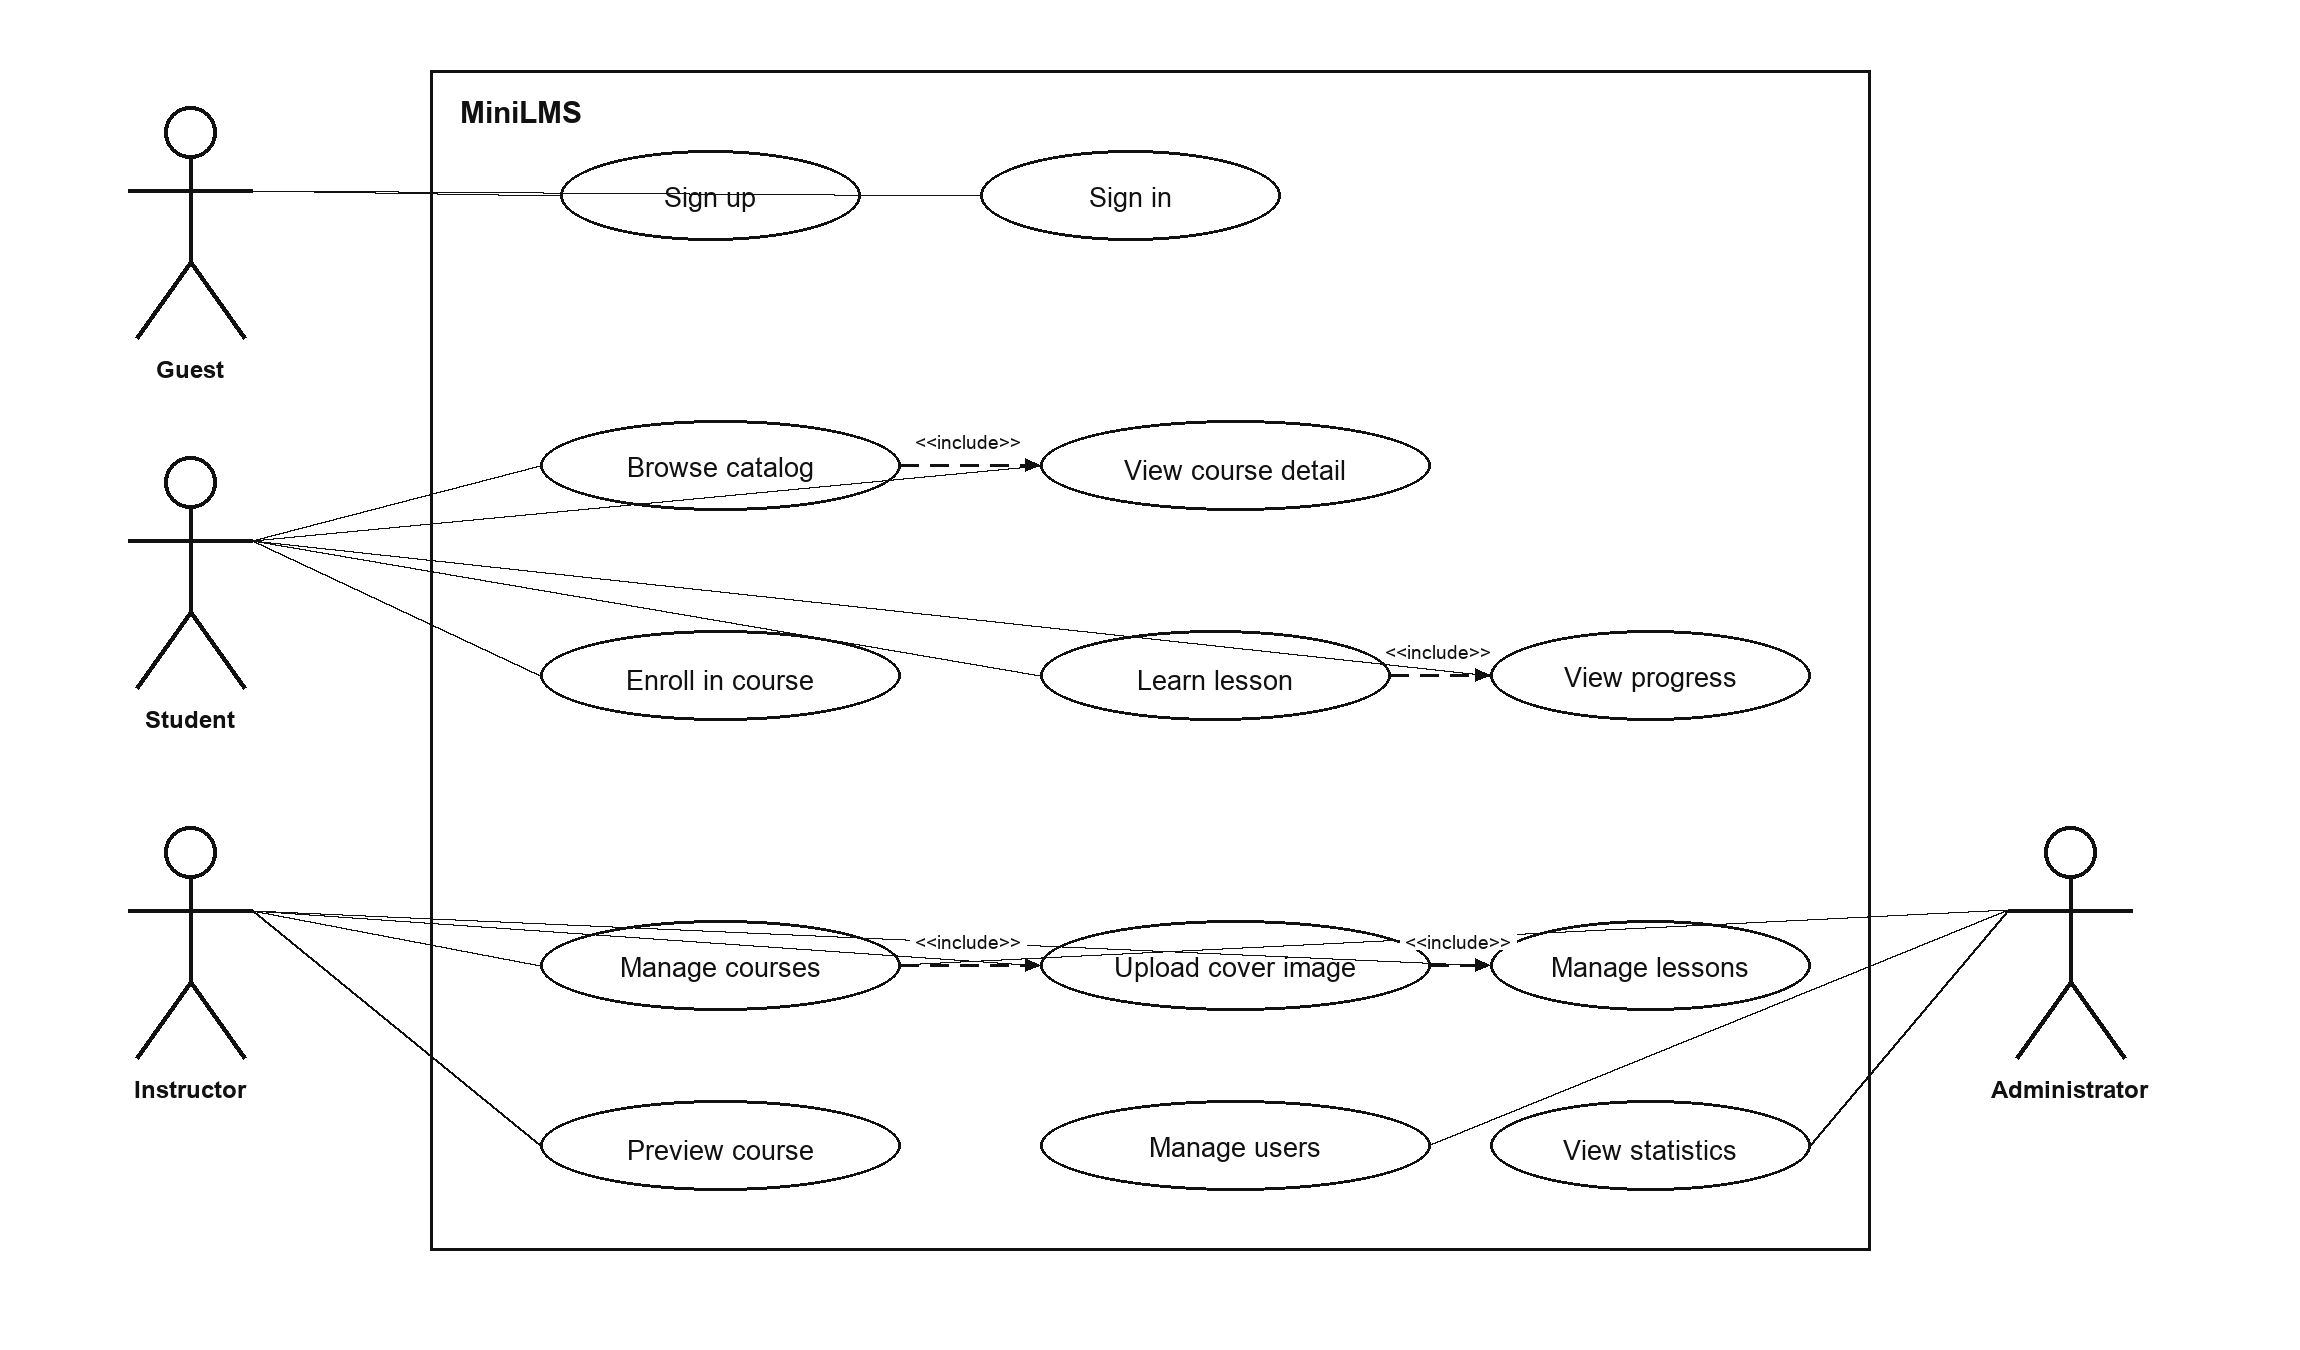 MiniLMS
Sign up
Sign in
Guest
Browse catalog
<<include>>
View course detail
Student
Enroll in course
Learn lesson
<<include>>
View progress
Instructor
Manage courses
<<include>>
Upload cover image
<<include>>
Manage lessons
Administrator
Preview course
Manage users
View statistics